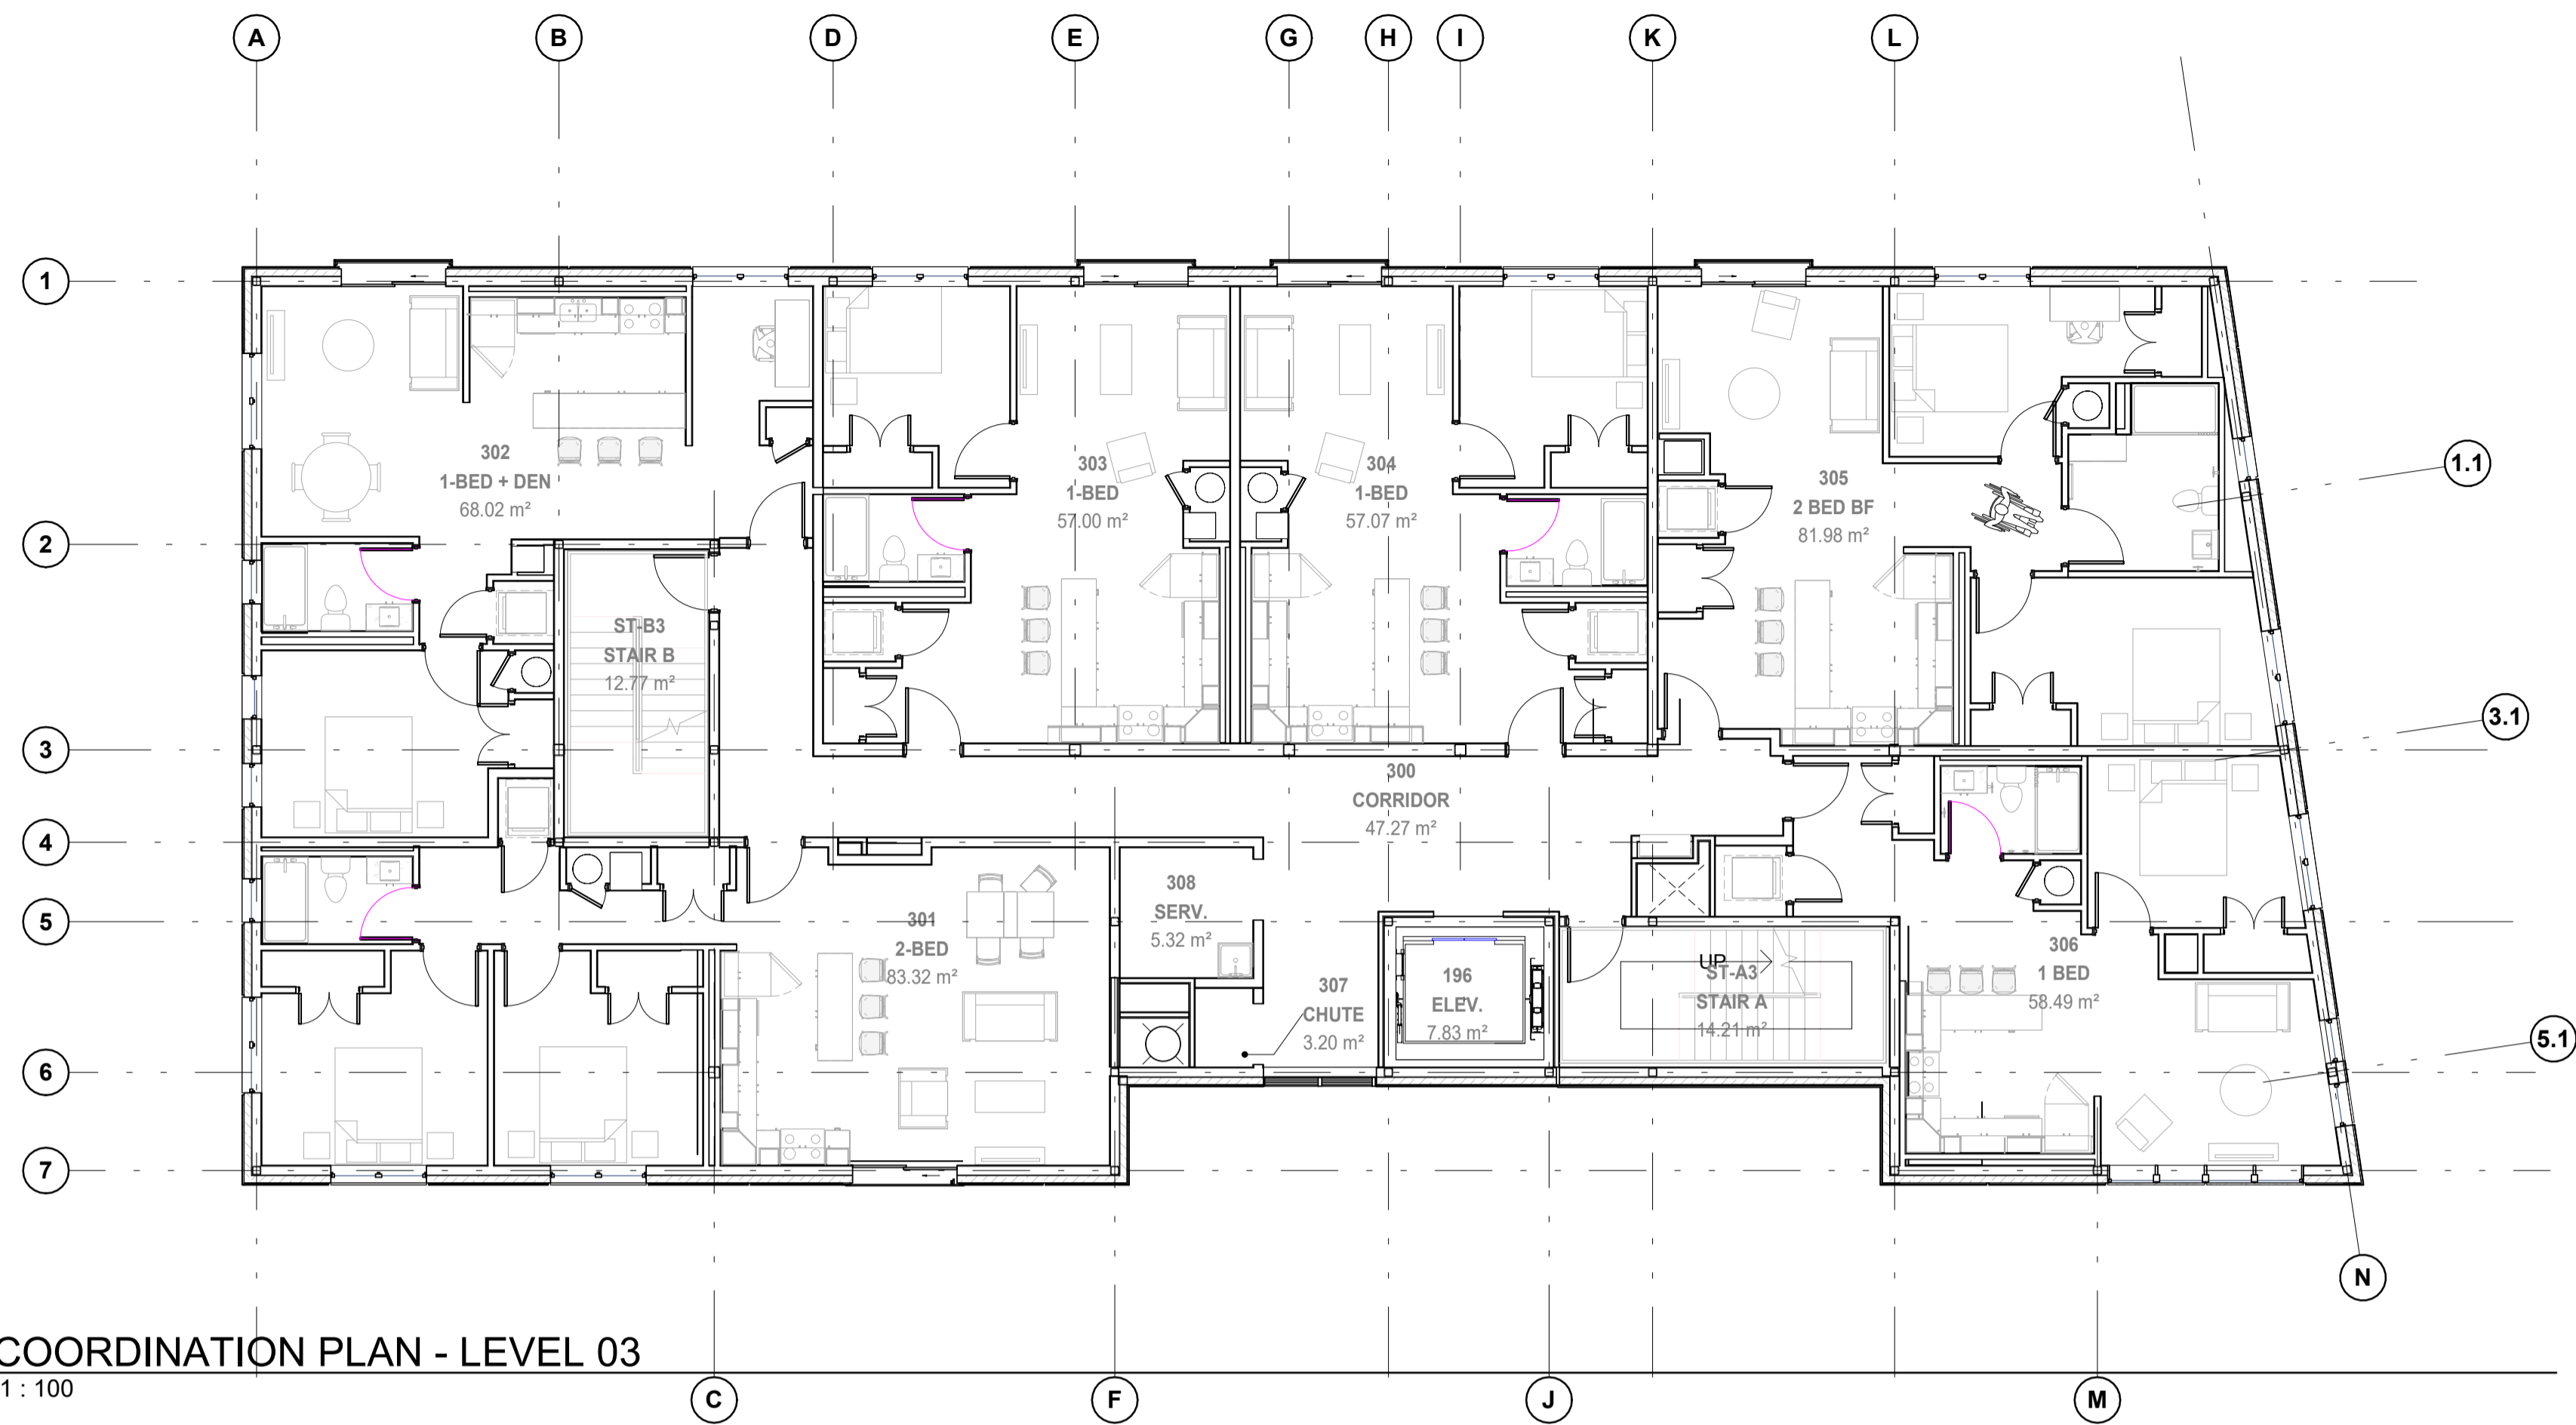 A
B
D
E
G
H
I
K
L
1
1.1
302
1-BED + DEN
68.02 m²
303
1-BED
57.00 m²
304
1-BED
57.07 m²
305
2 BED BF
81.98 m²
2
ST-B3
STAIR B
12.77 m²
3.1
3
300
CORRIDOR
47.27 m²
4
308
SERV.
5.32 m²
5
301
2-BED
83.32 m²
307
CHUTE
3.20 m²
196
ELEV.
7.83 m²
UP
ST-A3
STAIR A
14.21 m²
306
1 BED
58.49 m²
5.1
6
7
N
COORDINATION PLAN - LEVEL 03
1 : 100
C
F
J
M